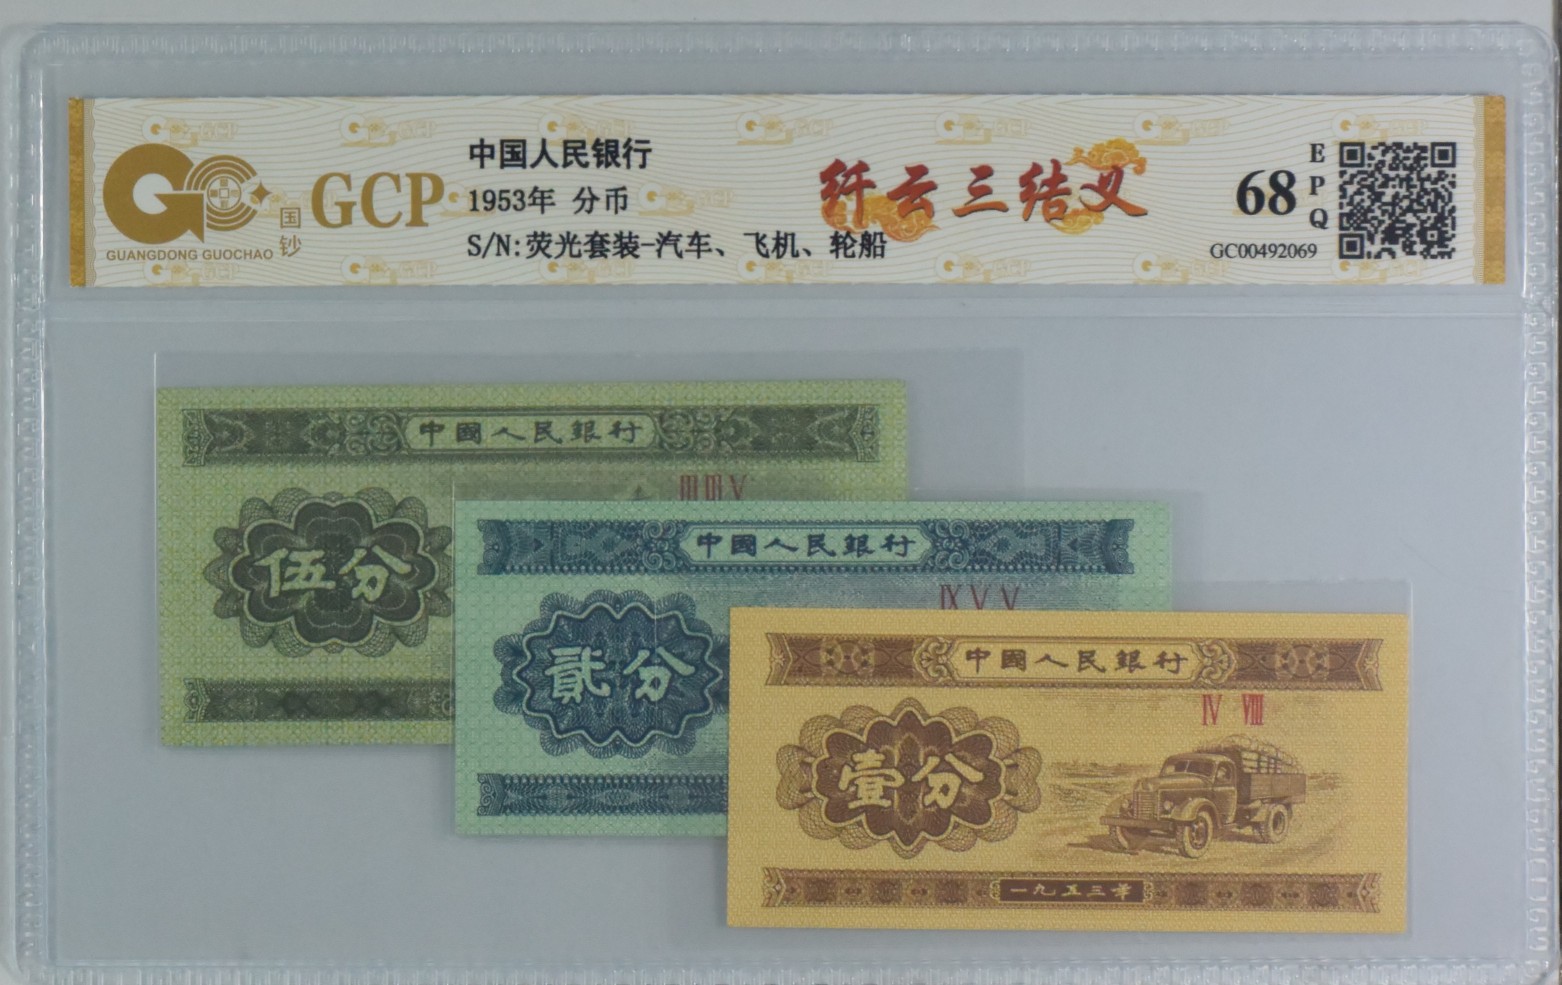 中国人民银行
1953年 分币
S/N:荧光套装-汽车、飞机、轮船
GCP
国钞
GUANGDONG GUOCHAO
纤云三结义
68
EPQ
GC00492069
中國人民銀行
ⅢⅢⅤ
伍分
中國人民銀行
ⅨⅤⅤ
貳分
中國人民銀行
Ⅳ Ⅷ
壹分
一九五三年